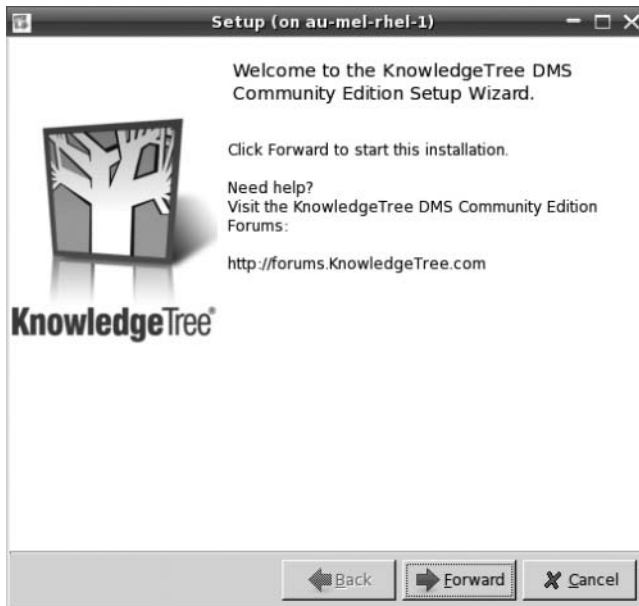 Setup (on au-mel-rhel-1)
Welcome to the KnowledgeTree DMS
Community Edition Setup Wizard.
Click Forward to start this installation.
Need help?
Visit the KnowledgeTree DMS Community Edition
Forums:
http://forums.KnowledgeTree.com
KnowledgeTree®
Back
Forward
Cancel